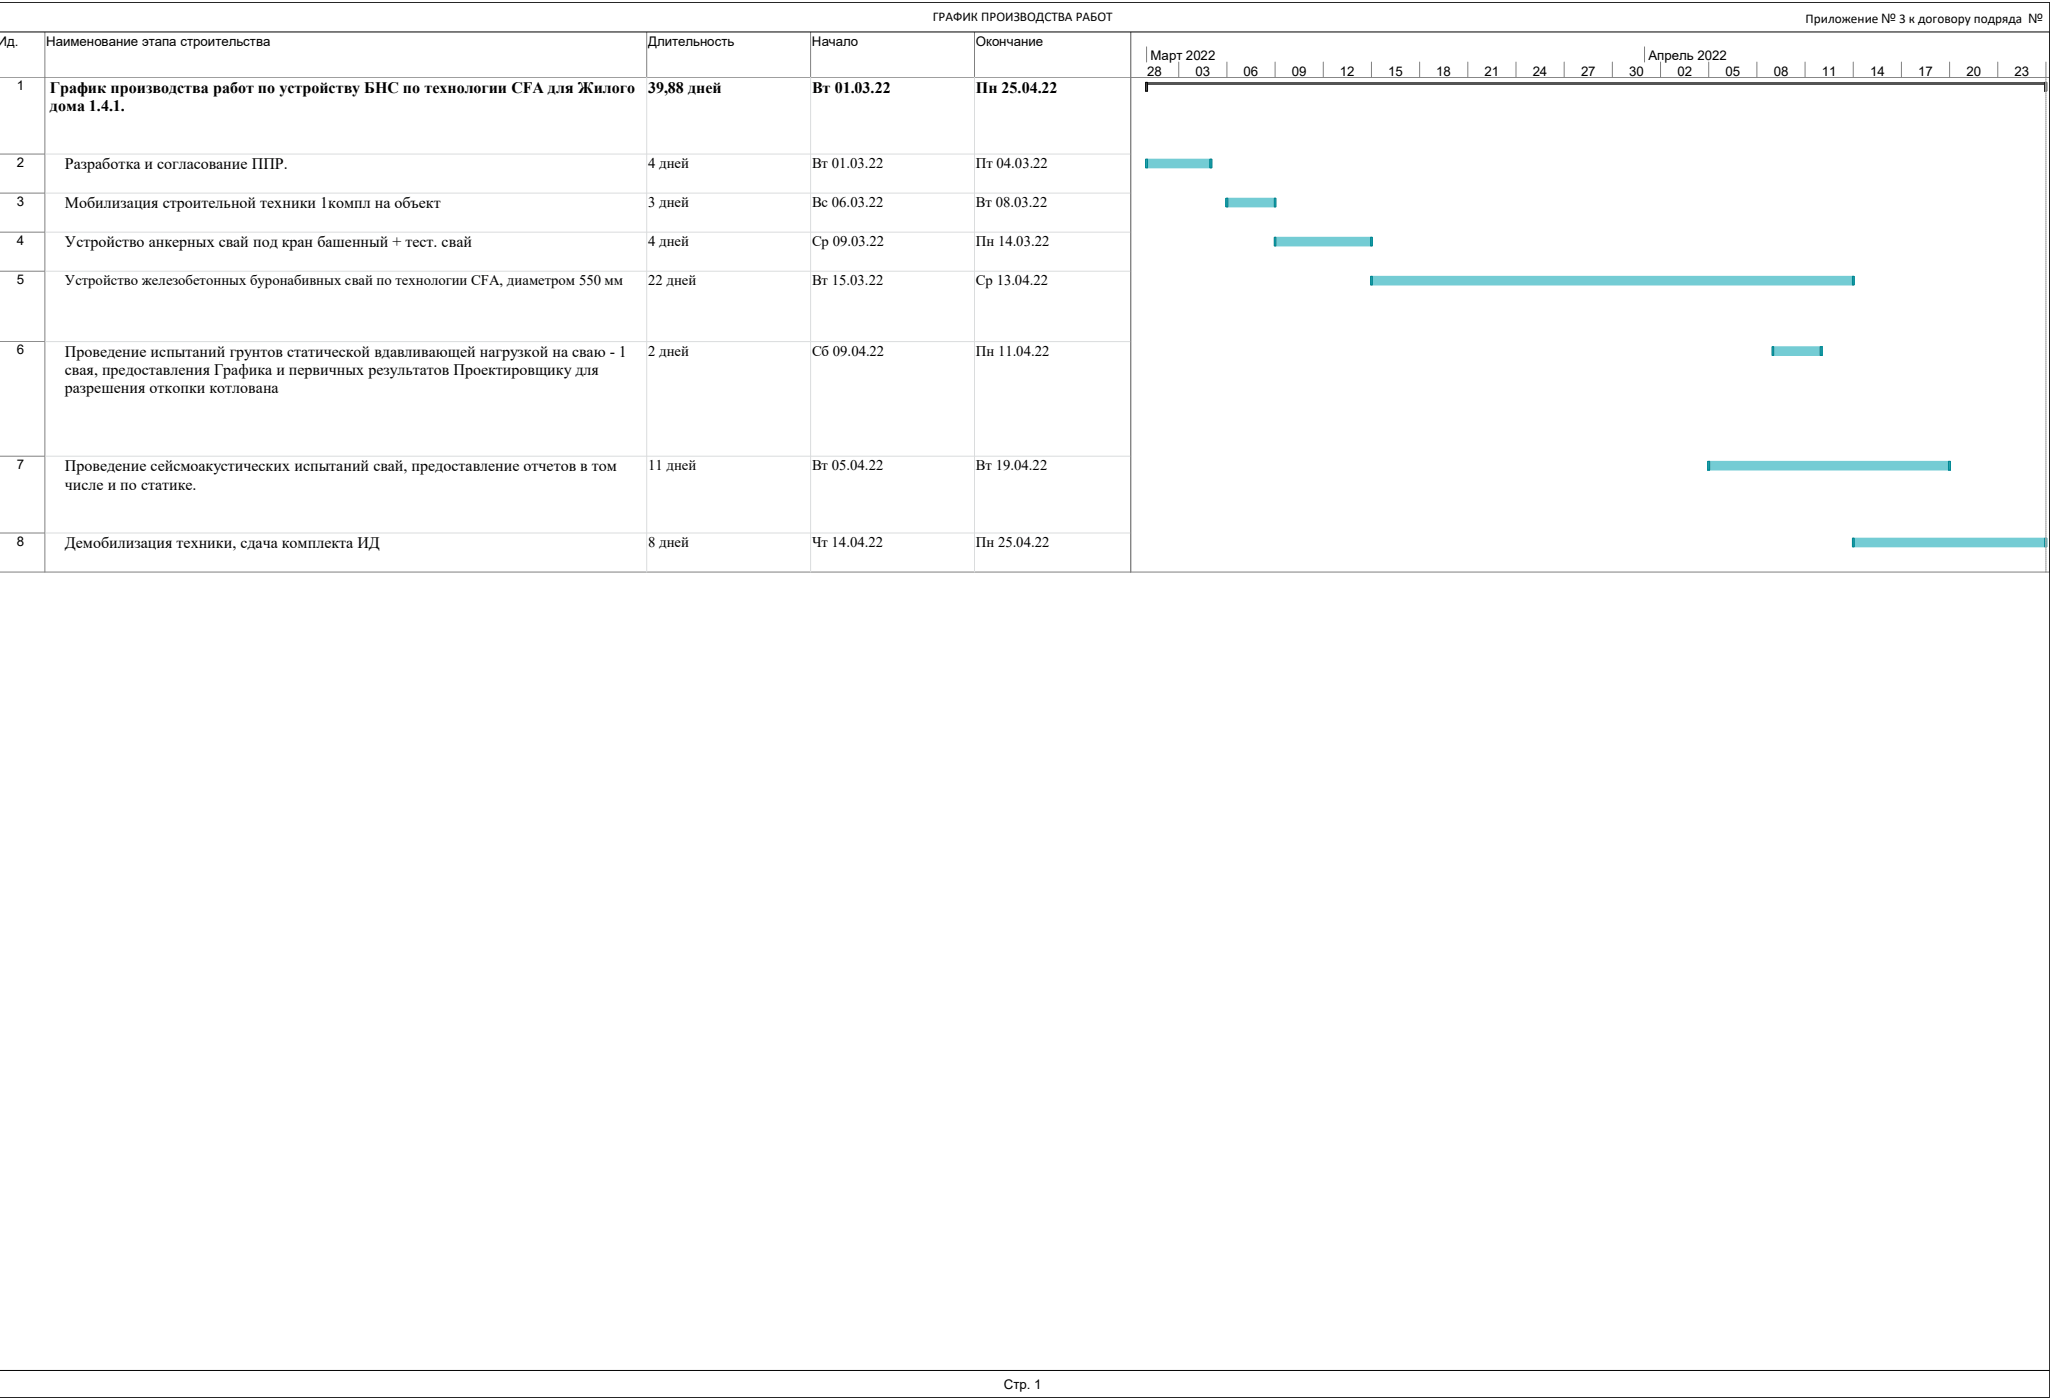 ГРАФИК ПРОИЗВОДСТВА РАБОТ
Приложение № 3 к договору подряда №
Ид. Наименование этапа строительства Длительность Начало Окончание
Март 2022 Апрель 2022
28 03 06 09 12 15 18 21 24 27 30 02 05 08 11 14 17 20 23
1 График производства работ по устройству БНС по технологии CFA для Жилого 39,88 дней Вт 01.03.22 Пн 25.04.22
дома 1.4.1.
2 Разработка и согласование ППР. 4 дней Вт 01.03.22 Пт 04.03.22
3 Мобилизация строительной техники 1компл на объект 3 дней Вс 06.03.22 Вт 08.03.22
4 Устройство анкерных свай под кран башенный + тест. свай 4 дней Ср 09.03.22 Пн 14.03.22
5 Устройство железобетонных буронабивных свай по технологии CFA, диаметром 550 мм 22 дней Вт 15.03.22 Ср 13.04.22
6 Проведение испытаний грунтов статической вдавливающей нагрузкой на сваю - 1 2 дней Сб 09.04.22 Пн 11.04.22
свая, предоставления Графика и первичных результатов Проектировщику для
разрешения откопки котлована
7 Проведение сейсмоакустических испытаний свай, предоставление отчетов в том 11 дней Вт 05.04.22 Вт 19.04.22
числе и по статике.
8 Демобилизация техники, сдача комплекта ИД 8 дней Чт 14.04.22 Пн 25.04.22
Стр. 1